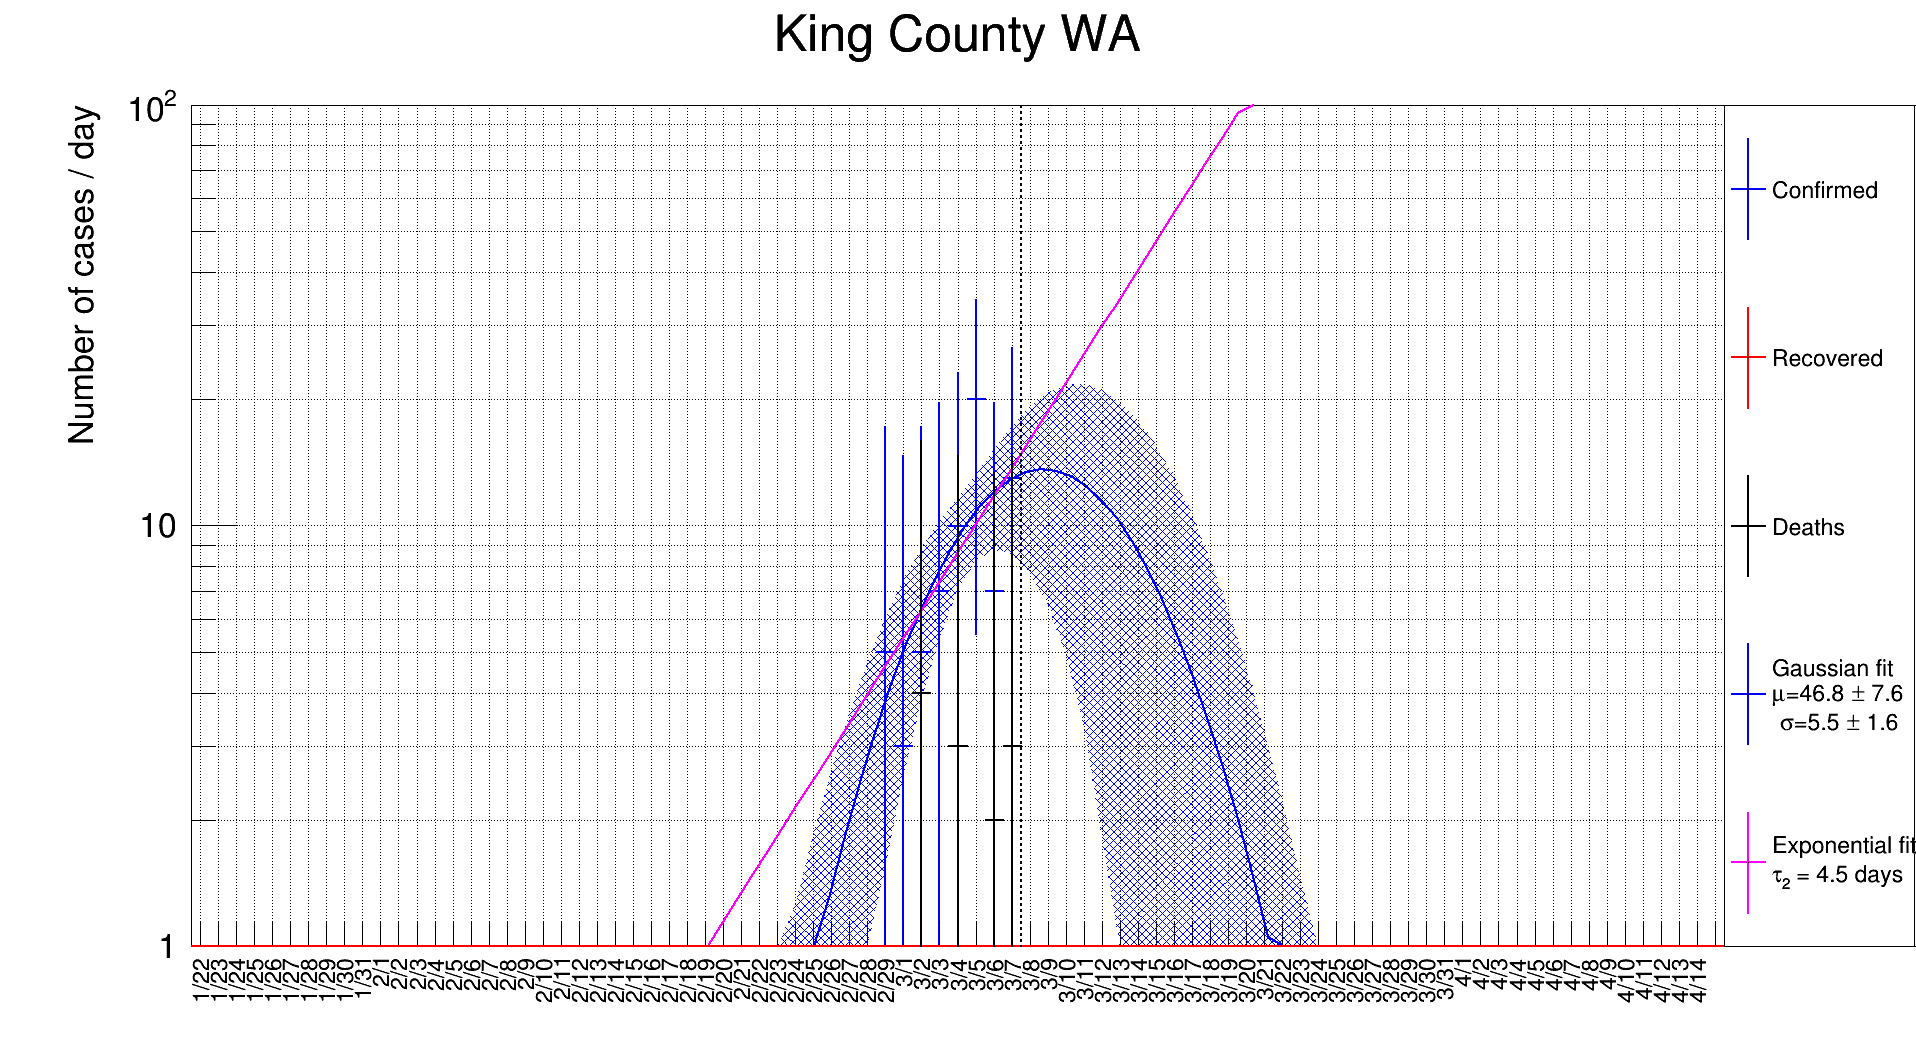 King County WA
Number of cases / day
10²
10
1
1/22 1/23 1/24 1/25 1/26 1/27 1/28 1/29 1/30 1/31 2/1 2/2 2/3 2/4 2/5 2/6 2/7 2/8 2/9 2/10 2/11 2/12 2/13 2/14 2/15 2/16 2/17 2/18 2/19 2/20 2/21 2/22 2/23 2/24 2/25 2/26 2/27 2/28 2/29 3/1 3/2 3/3 3/4 3/5 3/6 3/7 3/8 3/9 3/10 3/11 3/12 3/13 3/14 3/15 3/16 3/17 3/18 3/19 3/20 3/21 3/22 3/23 3/24 3/25 3/26 3/27 3/28 3/29 3/30 3/31 4/1 4/2 4/3 4/4 4/5 4/6 4/7 4/8 4/9 4/10 4/11 4/12 4/13 4/14
Confirmed
Recovered
Deaths
Gaussian fit
μ=46.8 ± 7.6
σ=5.5 ± 1.6
Exponential fit
τ₂ = 4.5 days